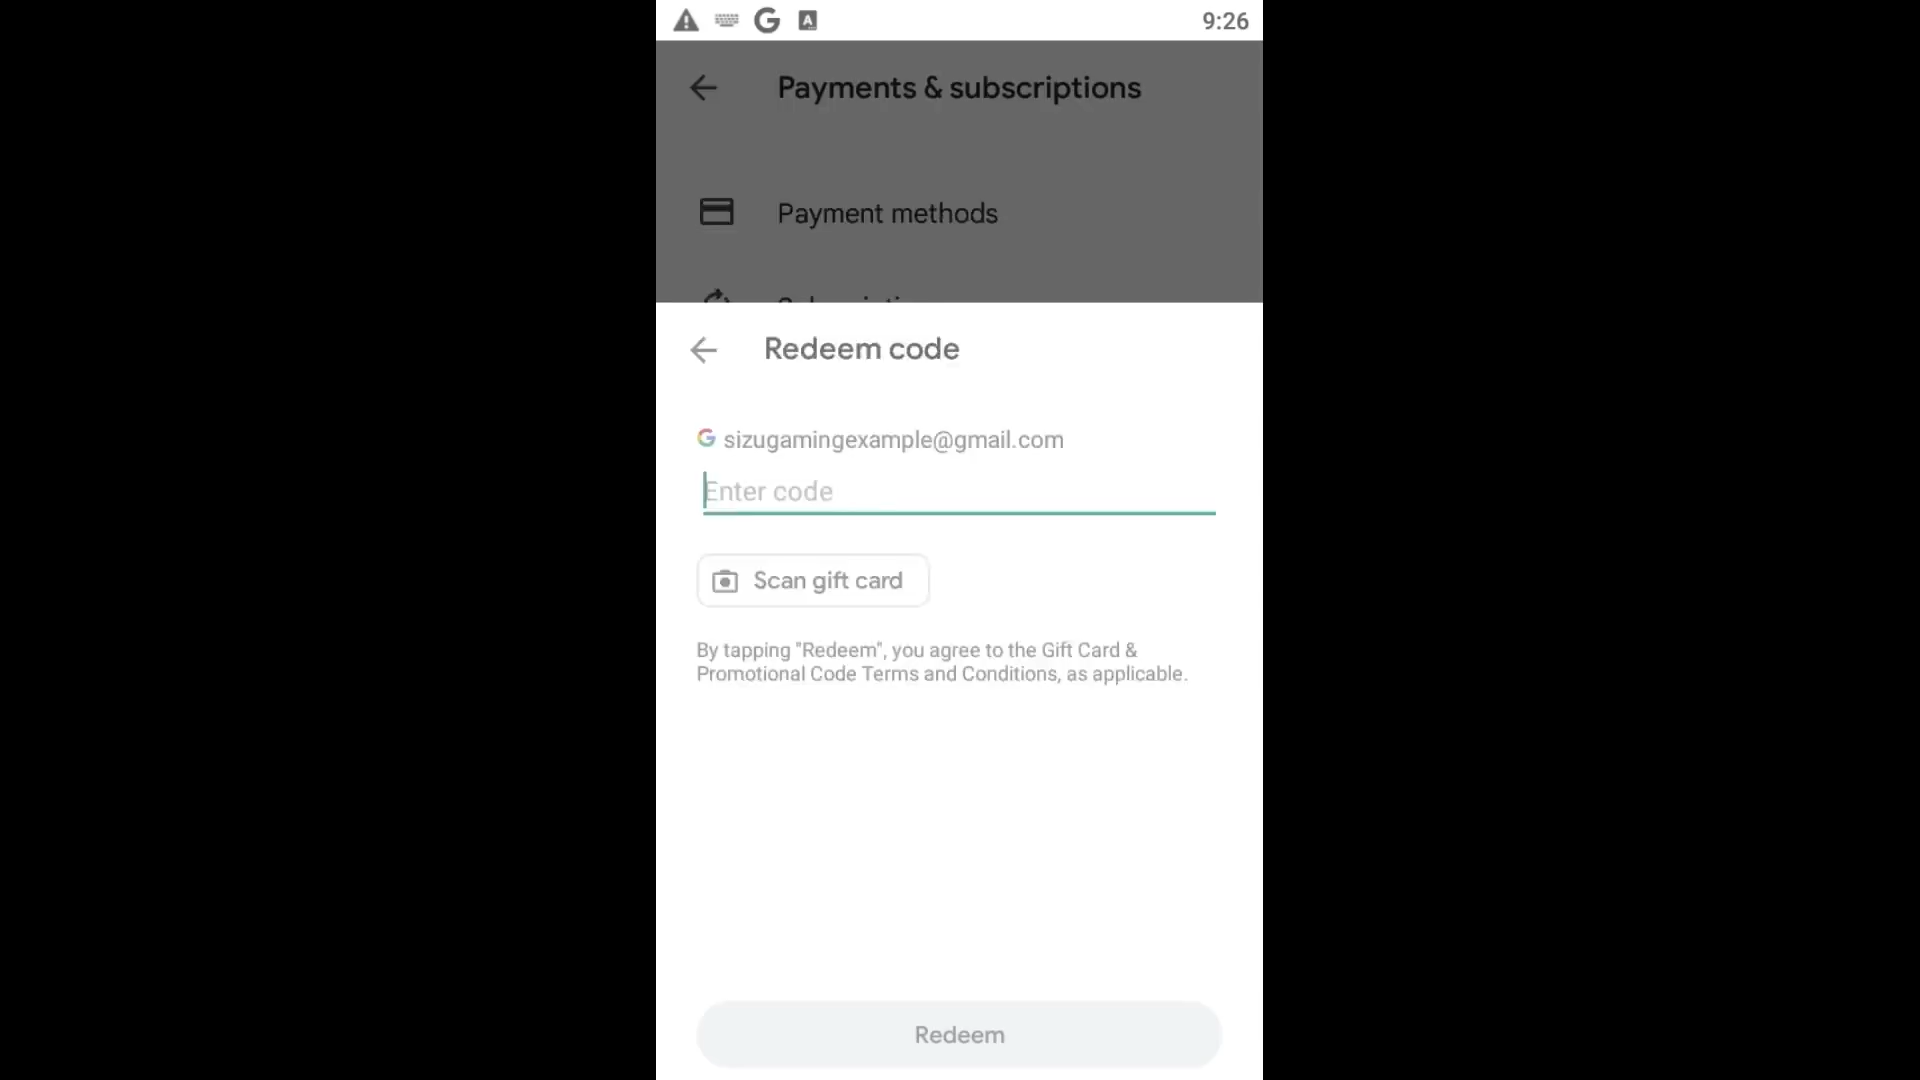 9:26
Payments & subscriptions
Payment methods
Redeem code
sizugamingexample@gmail.com
Enter code
Scan gift card
By tapping "Redeem", you agree to the Gift Card &
Promotional Code Terms and Conditions, as applicable.
Redeem